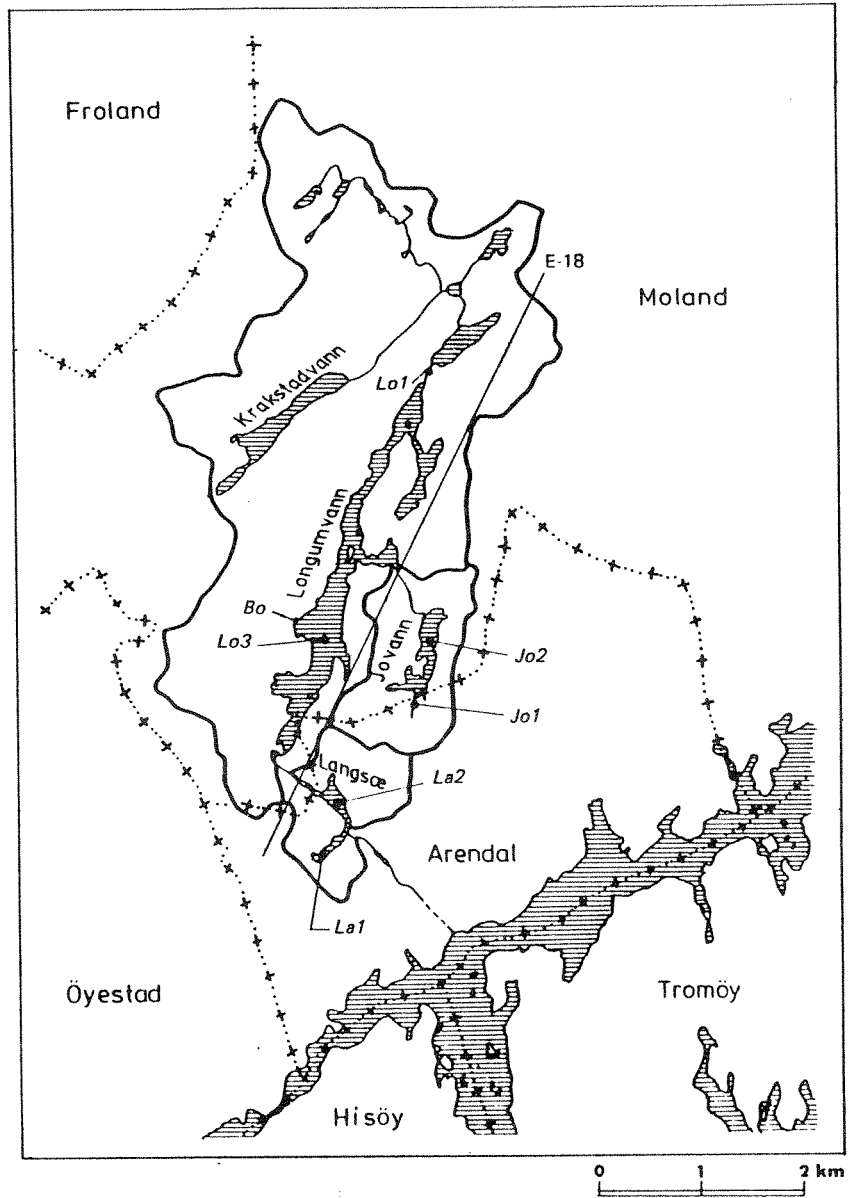 Froland
E-18
Moland
Krakstadvann
Lo1
Longumvann
Bo
Lo3
Jovann
Jo2
Jo1
Langsæ
La2
Arendal
La1
Öyestad
Tromöy
Hisöy
0 1 2 km